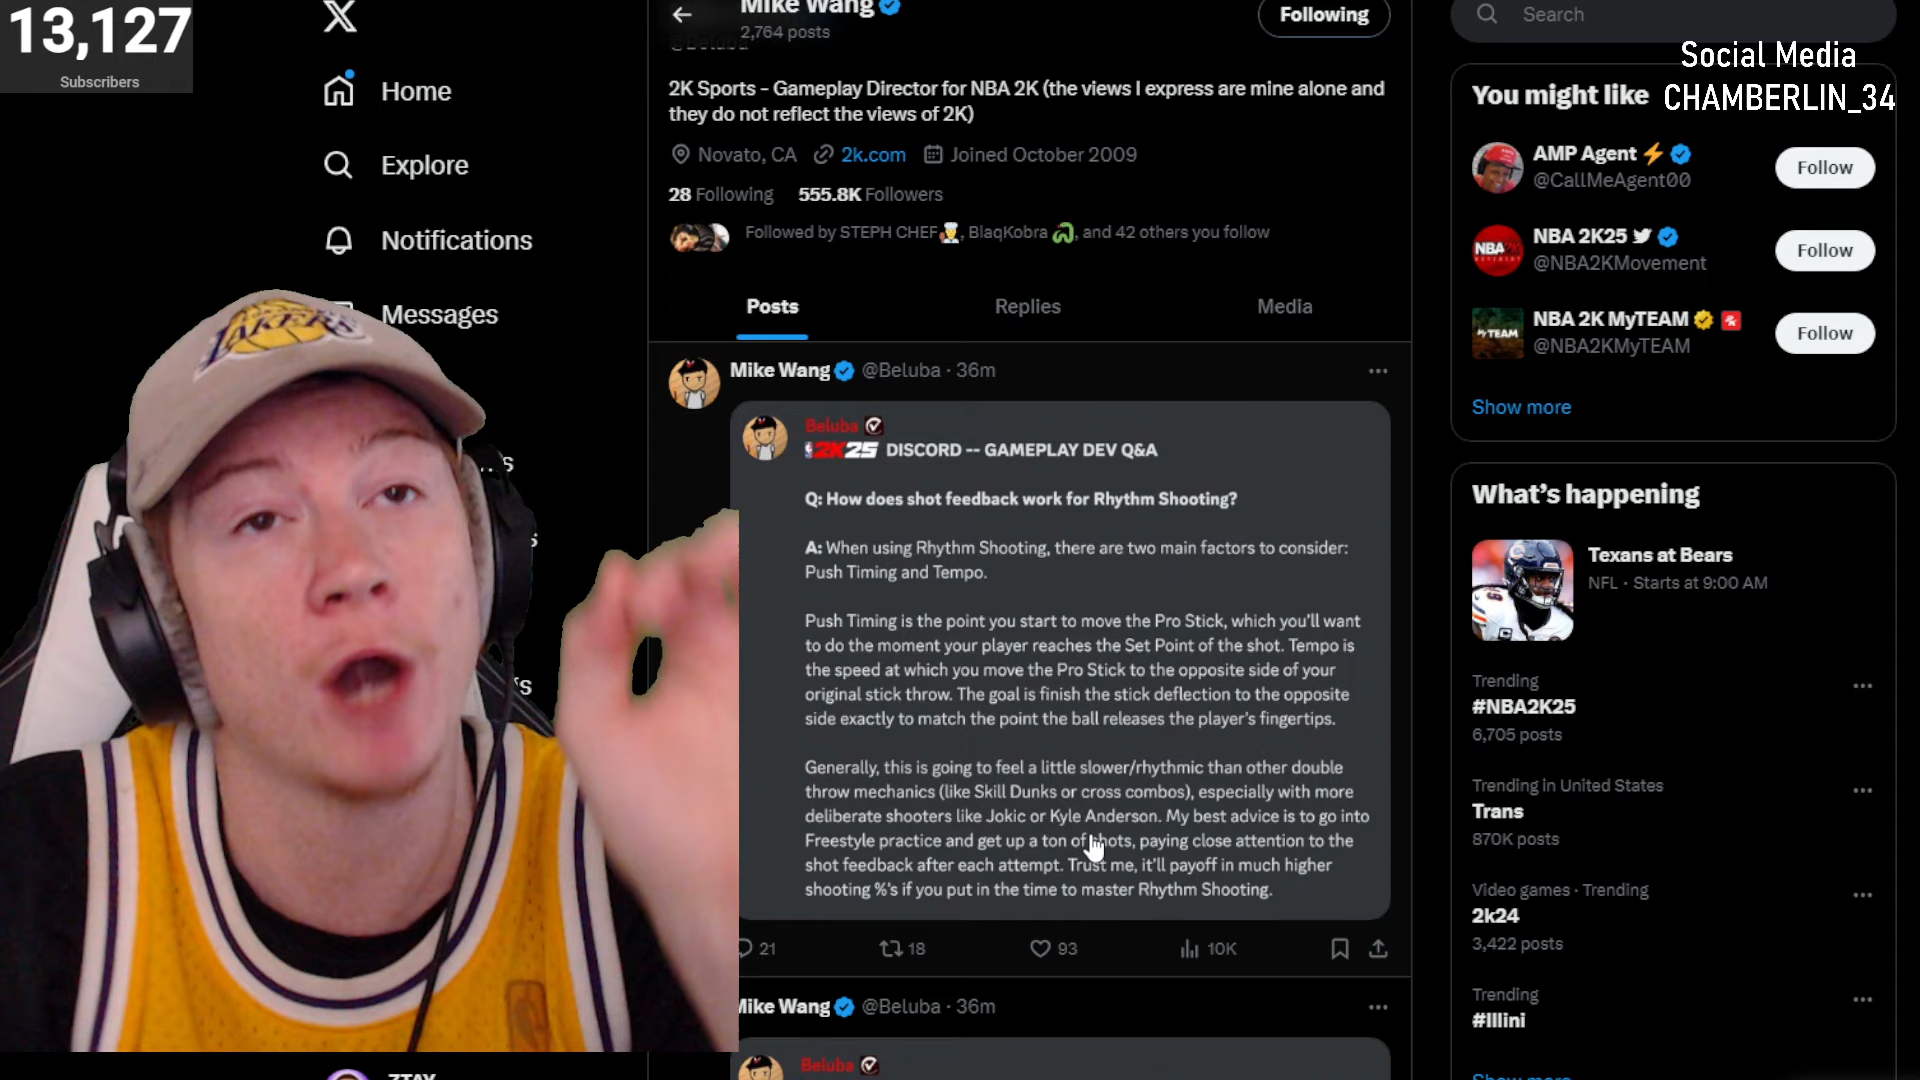 13,127
Subscribers
Home
Explore
Notifications
Messages
LAKERS
Mike Wang
2,764 posts
Following
2K Sports - Gameplay Director for NBA 2K (the views I express are mine alone and
they do not reflect the views of 2K)
Novato, CA 2k.com Joined October 2009
28 Following 555.8K Followers
Followed by STEPH CHEF, BlaqKobra, and 42 others you follow
Posts Replies Media
Mike Wang @Beluba · 36m
Beluba
2K25 DISCORD -- GAMEPLAY DEV Q&A
Q: How does shot feedback work for Rhythm Shooting?
A: When using Rhythm Shooting, there are two main factors to consider:
Push Timing and Tempo.
Push Timing is the point you start to move the Pro Stick, which you'll want
to do the moment your player reaches the Set Point of the shot. Tempo is
the speed at which you move the Pro Stick to the opposite side of your
original stick throw. The goal is finish the stick deflection to the opposite
side exactly to match the point the ball releases the player's fingertips.
Generally, this is going to feel a little slower/rhythmic than other double
throw mechanics (like Skill Dunks or cross combos), especially with more
deliberate shooters like Jokic or Kyle Anderson. My best advice is to go into
Freestyle practice and get up a ton of shots, paying close attention to the
shot feedback after each attempt. Trust me, it'll payoff in much higher
shooting %'s if you put in the time to master Rhythm Shooting.
21 18 93 10K
Mike Wang @Beluba · 36m
Beluba
Search
Social Media
CHAMBERLIN_34
You might like
AMP Agent
@CallMeAgent00
Follow
NBA 2K25
@NBA2KMovement
Follow
NBA 2K MyTEAM
@NBA2KMyTEAM
Follow
Show more
What's happening
Texans at Bears
NFL · Starts at 9:00 AM
Trending
#NBA2K25
6,705 posts
Trending in United States
Trans
870K posts
Video games · Trending
2k24
3,422 posts
Trending
#Illini
Show more